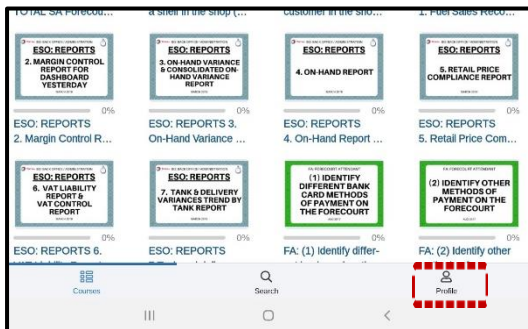 TOTAL SA Forecou...
a shelf in the shop (...
customer in the sho...
1. Fuel Sales Reco...
ESO: REPORTS
2. MARGIN CONTROL
REPORT FOR
DASHBOARD
YESTERDAY
ESO: REPORTS
3. ON-HAND VARIANCE
& CONSOLIDATED ON-
HAND VARIANCE
REPORT
ESO: REPORTS
4. ON-HAND REPORT
ESO: REPORTS
5. RETAIL PRICE
COMPLIANCE REPORT
0%
0%
0%
0%
ESO: REPORTS
2. Margin Control R...
ESO: REPORTS 3.
On-Hand Variance ...
ESO: REPORTS
4. On-Hand Report ...
ESO: REPORTS
5. Retail Price Com...
ESO: REPORTS
6. VAT LIABILITY
REPORT &
VAT CONTROL
REPORT
ESO: REPORTS
7. TANK & DELIVERY
VARIANCES TREND BY
TANK REPORT
FA: FORECOURT ATTENDANT
(1) IDENTIFY
DIFFERENT BANK
CARD METHODS
OF PAYMENT ON
THE FORECOURT
FA: FORECOURT ATTENDANT
(2) IDENTIFY OTHER
METHODS OF
PAYMENT ON THE
FORECOURT
0%
0%
0%
0%
ESO: REPORTS 6.
ESO: REPORTS
FA: (1) Identify differ-
FA: (2) Identify other
Courses
Search
Profile